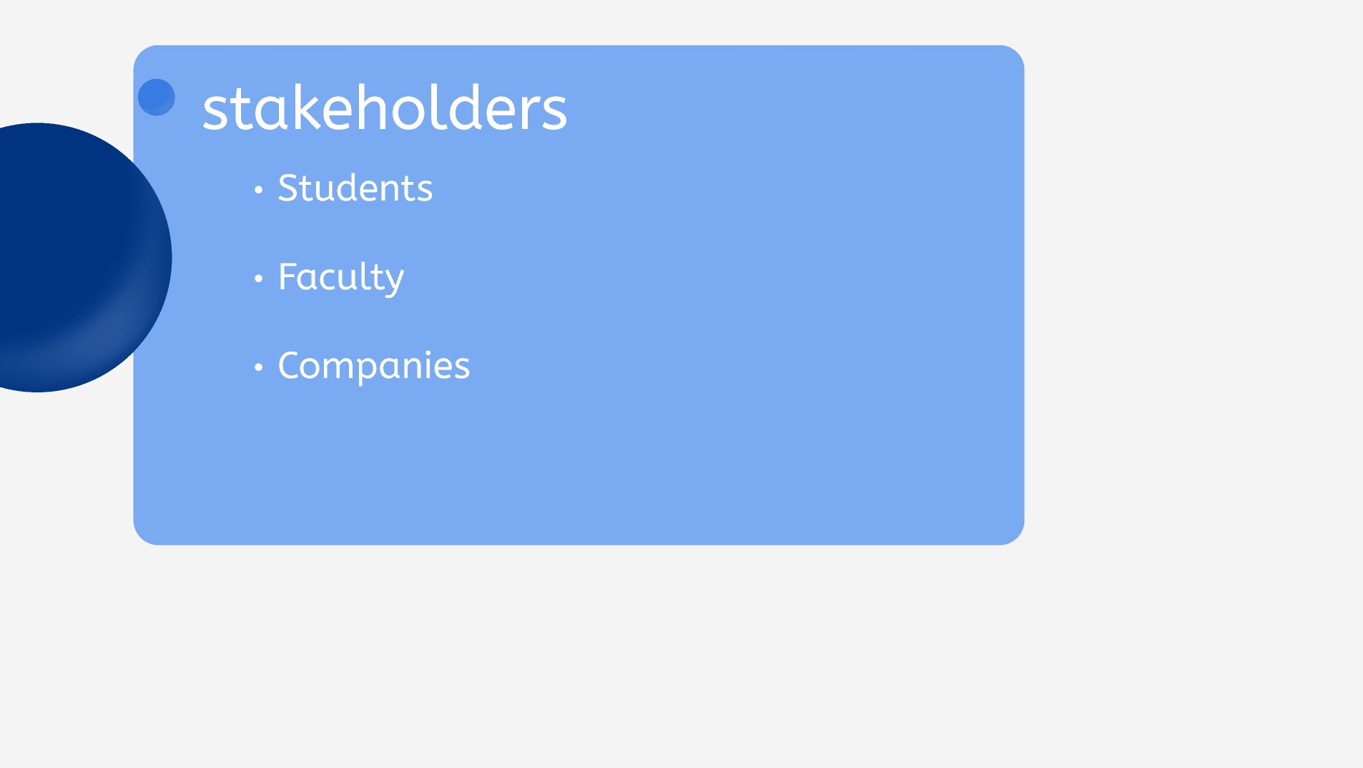 stakeholders
• Students
• Faculty
• Companies